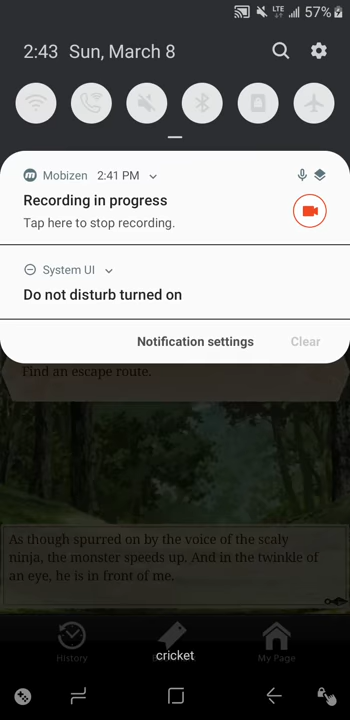 LTE 57%
2:43 Sun, March 8
m Mobizen 2:41 PM
Recording in progress
Tap here to stop recording.
System UI
Do not disturb turned on
Notification settings Clear
Find an escape route.
As though spurred on by the voice of the scaly
ninja, the monster speeds up. And in the twinkle of
an eye, he is in front of me.
History My Page
cricket